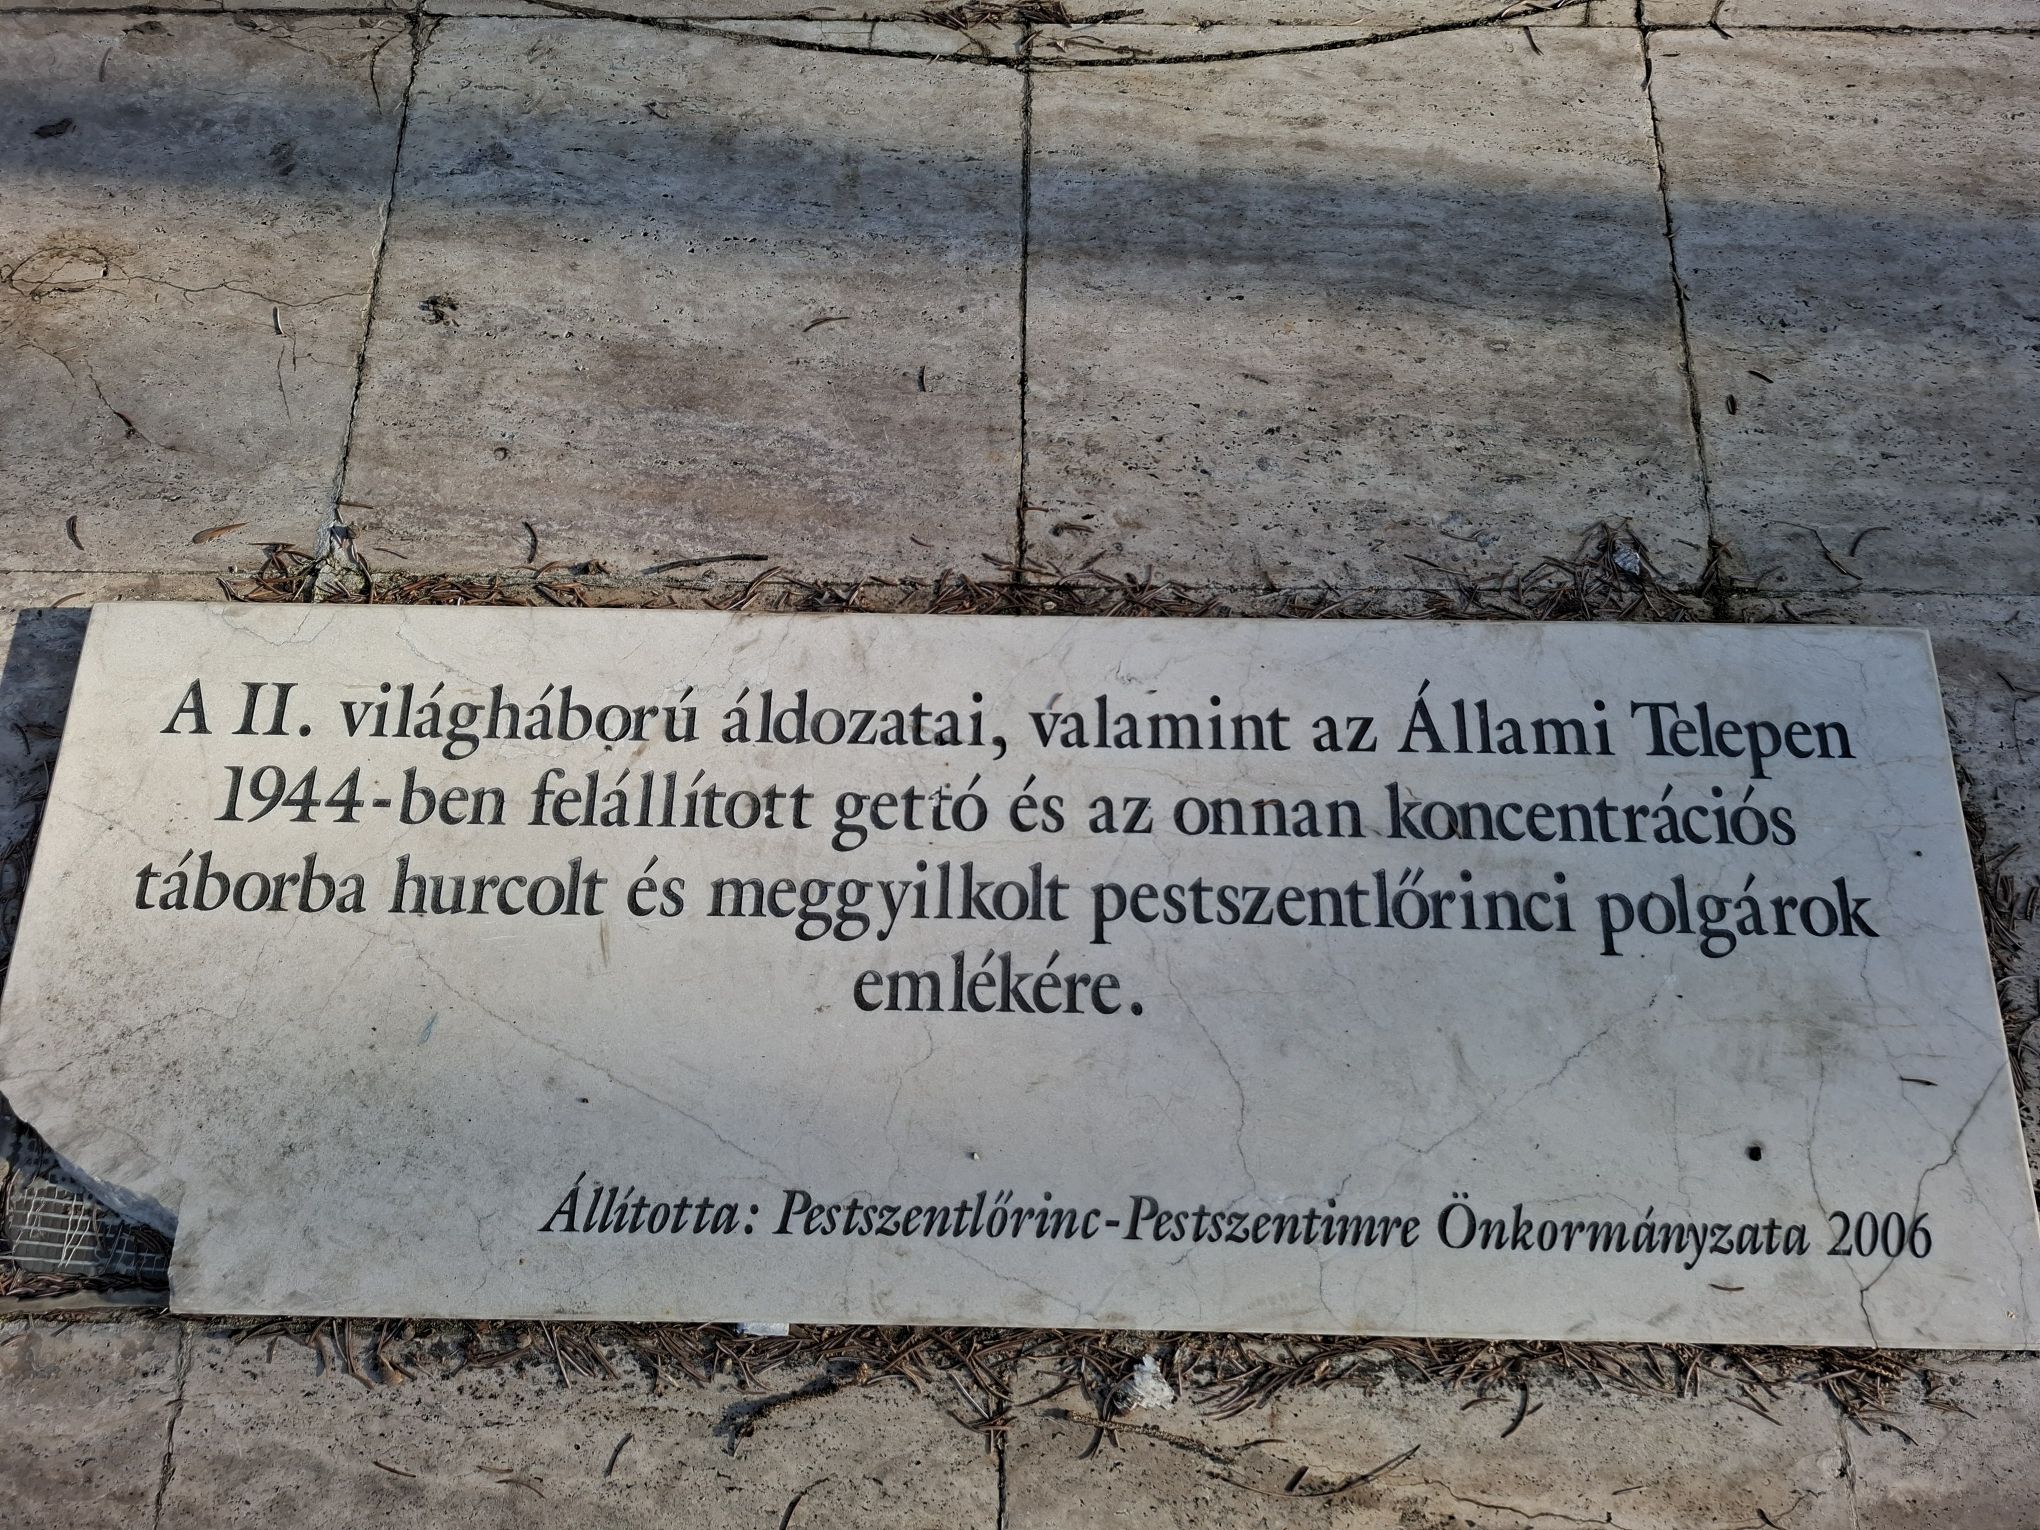 A II. világháború áldozatai, valamint az Állami Telepen
1944-ben felállított gettó és az onnan koncentrációs
táborba hurcolt és meggyilkolt pestszentlőrinci polgárok
emlékére.
Állította: Pestszentlőrinc-Pestszentimre Önkormányzata 2006